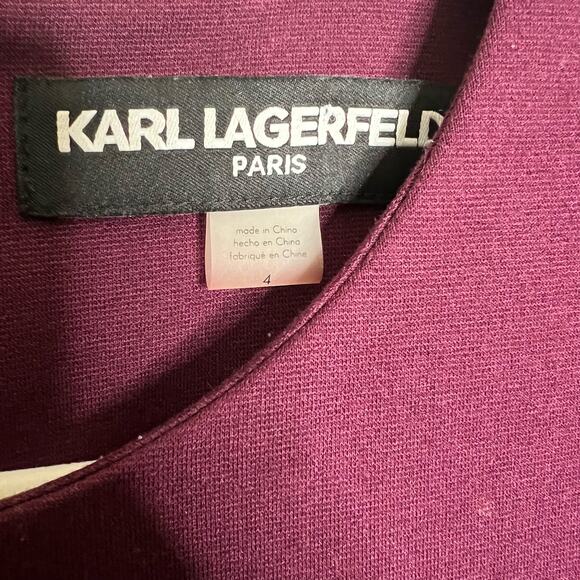 KARL LAGERFELD
PARIS
made in China
hecho en China
fabriqué en Chine
4